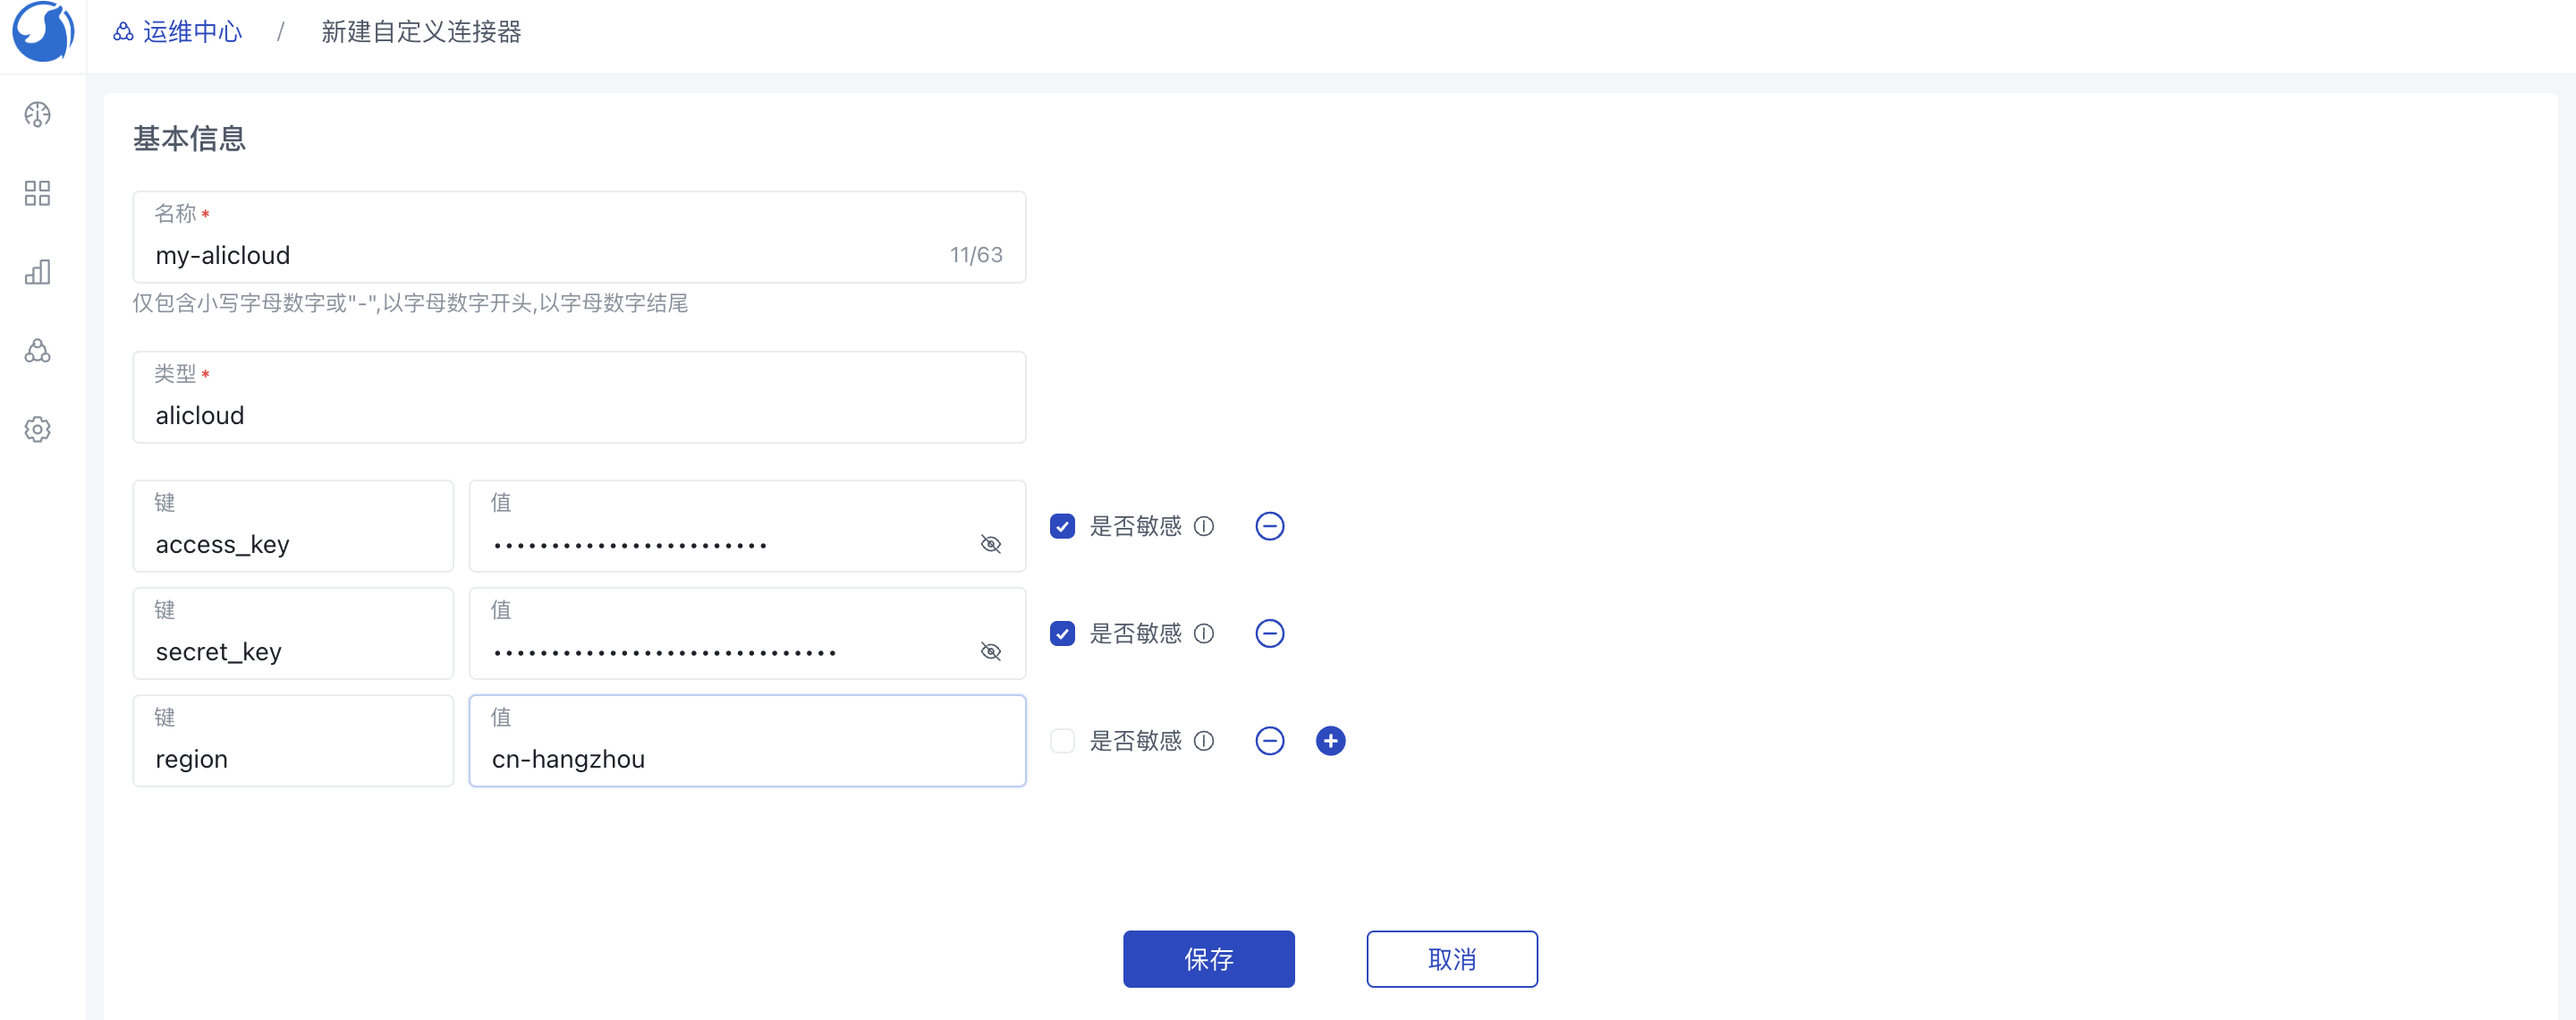 运维中心 / 新建自定义连接器
基本信息
名称*
my-alicloud 11/63
仅包含小写字母数字或"-",以字母数字开头,以字母数字结尾
类型*
alicloud
键 值
access_key ························ 是否敏感
键 值
secret_key ······························ 是否敏感
键 值
region cn-hangzhou 是否敏感
保存 取消